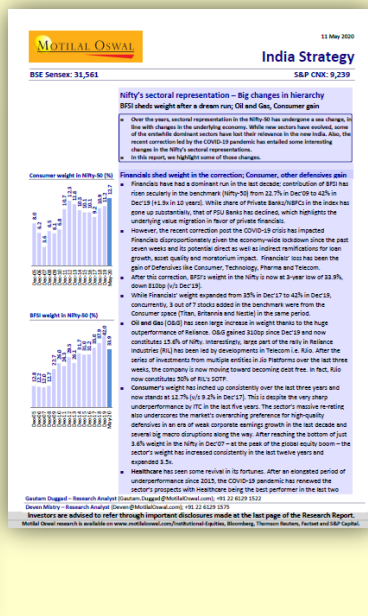 MOTILAL OSWAL
11 May 2020
India Strategy
BSE Sensex: 31,561
S&P CNX: 9,239
Nifty's sectoral representation – Big changes in hierarchy
BFSI sheds weight after a dream run; Oil and Gas, Consumer gain
Over the years, sectoral representation in the Nifty-50 has undergone a sea change, in
line with changes in the underlying economy. While new sectors have evolved, some
of the erstwhile dominant sectors have lost their relevance in the new India. Also, the
recent correction led by the COVID-19 pandemic has entailed some interesting
changes in the Nifty's sectoral representations.
In this report, we highlight some of those changes.
Consumer weight in Nifty-50 (%)
BFSI weight in Nifty-50 (%)
Financials shed weight in the correction; Consumer, other defensives gain
Financials have had a dominant run in the last decade; contribution of BFSI has
risen secularly in the benchmark (Nifty-50) from 22.7% in Dec'09 to 42% in
Dec'19 (+1.9x in 10 years). While share of Private Banks/NBFCs in the index has
gone up substantially, that of PSU Banks has declined, which highlights the
underlying value migration in favor of private financials.
However, the recent correction post the COVID-19 crisis has impacted
Financials disproportionately given the economy-wide lockdown since the past
seven weeks and its potential direct as well as indirect ramifications for loan
growth, asset quality and moratorium impact. Financials' loss has been the
gain of Defensives like Consumer, Technology, Pharma and Telecom.
After this correction, BFSI's weight in the Nifty is now at 3-year low of 33.9%,
down 810bp (v/s Dec'19).
While Financials' weight expanded from 35% in Dec'17 to 42% in Dec'19,
concurrently, 3 out of 7 stocks added in the benchmark were from the
Consumer space (Titan, Britannia and Nestle) in the same period.
Oil and Gas (O&G) has seen large increase in weight thanks to the huge
outperformance of Reliance. O&G gained 310bp since Dec'19 and now
constitutes 15.6% of Nifty. Interestingly, large part of the rally in Reliance
Industries (RIL) has been led by developments in Telecom i.e. RJio. After the
series of investments from multiple entities in Jio Platforms over the last three
weeks, the company is now moving toward becoming debt free. In fact, RJio
now constitutes 50% of RIL's SOTP.
Consumer's weight has inched up consistently over the last three years and
now stands at 12.7% (v/s 9.2% in Dec'17). This is despite the very sharp
underperformance by ITC in the last five years. The sector's massive re-rating
also underscores the market's overarching preference for high-quality
defensives in an era of weak corporate earnings growth in the last decade and
several big macro disruptions along the way. After reaching the bottom of just
3.6% weight in the Nifty in Dec'07 – at the peak of the global equity boom – the
sector's weight has increased consistently in the last twelve years and
expanded 3.5x.
Healthcare has seen some revival in its fortunes. After an elongated period of
underperformance since 2015, the COVID-19 pandemic has renewed the
sector's prospects with Healthcare being the best performer in the last two
Gautam Duggad – Research Analyst (Gautam.Duggad@MotilalOswal.com); +91 22 6129 1522
Deven Mistry – Research Analyst (Deven@MotilalOswal.com); +91 22 6129 1575
Investors are advised to refer through important disclosures made at the last page of the Research Report.
Motilal Oswal research is available on www.motilaloswal.com/Institutional-Equities, Bloomberg, Thomson Reuters, Factset and S&P Capital.